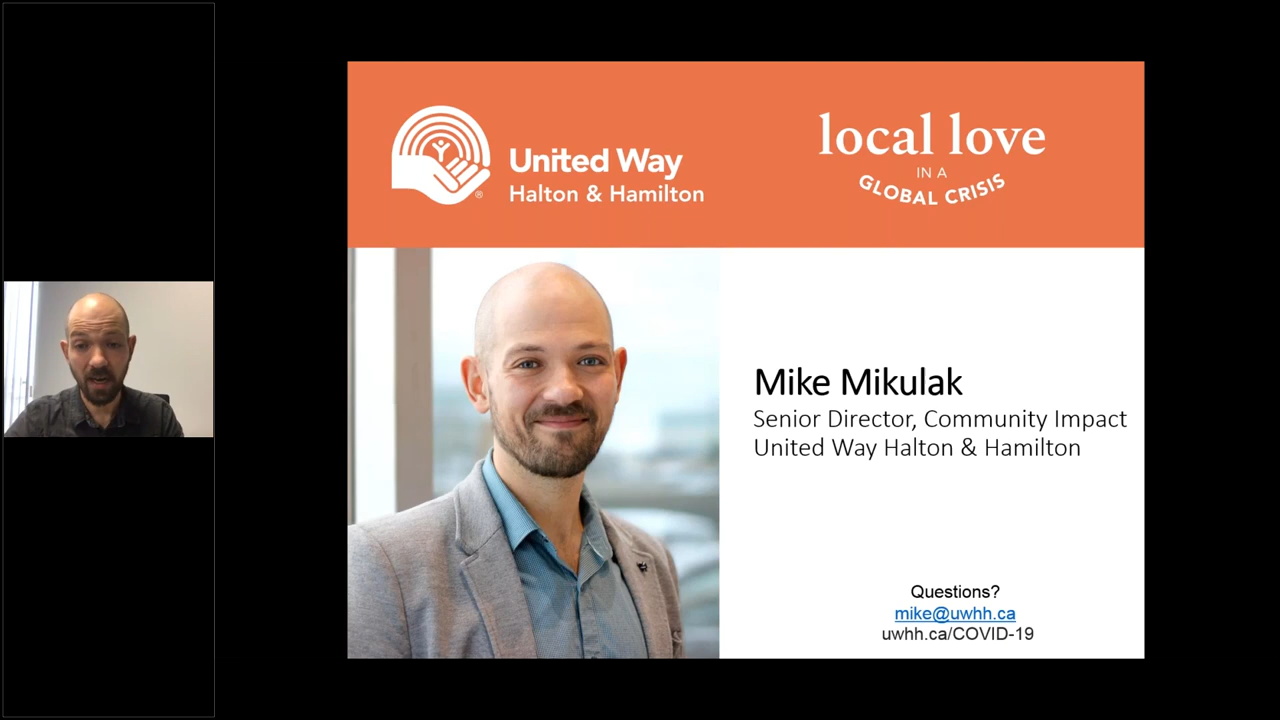 United Way
Halton & Hamilton
®
local love
IN A
GLOBAL CRISIS
Mike Mikulak
Senior Director, Community Impact
United Way Halton & Hamilton
Questions?
mike@uwhh.ca
uwhh.ca/COVID-19